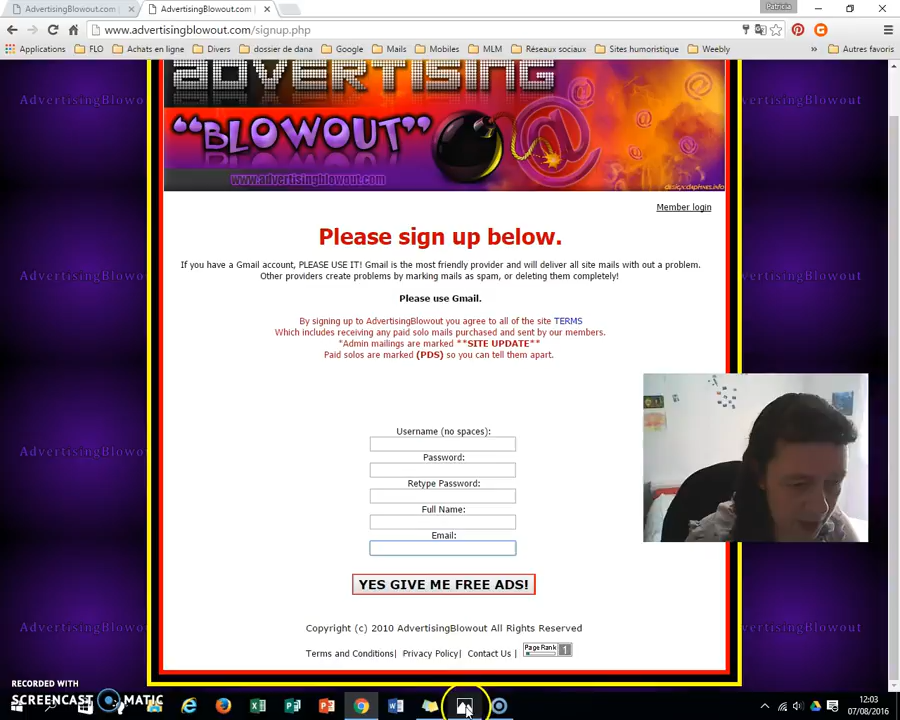 AdvertisingBlowout.com |
AdvertisingBlowout.com |
Patricia
www.advertisingblowout.com/signup.php
Applications
FLO
Achats en ligne
Divers
dossier de dana
Google
Mails
Mobiles
MLM
Réseaux sociaux
Sites humoristique
Weebly
»
Autres favoris
ADVERTISING
“BLOWOUT”
www.advertisingblowout.com
Member login
Please sign up below.
If you have a Gmail account, PLEASE USE IT! Gmail is the most friendly provider and will deliver all site mails with out a problem.
Other providers create problems by marking mails as spam, or deleting them completely!
Please use Gmail.
By signing up to AdvertisingBlowout you agree to all of the site TERMS
Which includes receiving any paid solo mails purchased and sent by our members.
*Admin mailings are marked **SITE UPDATE**
Paid solos are marked (PDS) so you can tell them apart.
Username (no spaces):
Password:
Retype Password:
Full Name:
Email:
YES GIVE ME FREE ADS!
Copyright (c) 2010 AdvertisingBlowout All Rights Reserved
Terms and Conditions| Privacy Policy| Contact Us |
Page Rank 1
RECORDED WITH
SCREENCAST MATIC
12:03
07/08/2016